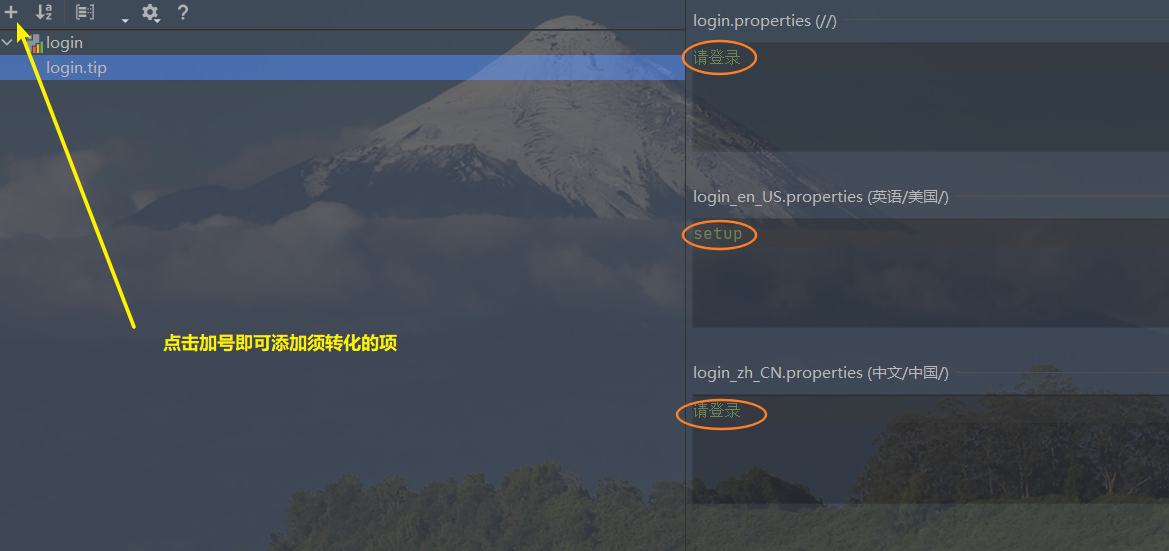 login
login.tip
点击加号即可添加须转化的项
login.properties (//)
请登录
login_en_US.properties (英语/美国/)
setup
login_zh_CN.properties (中文/中国/)
请登录